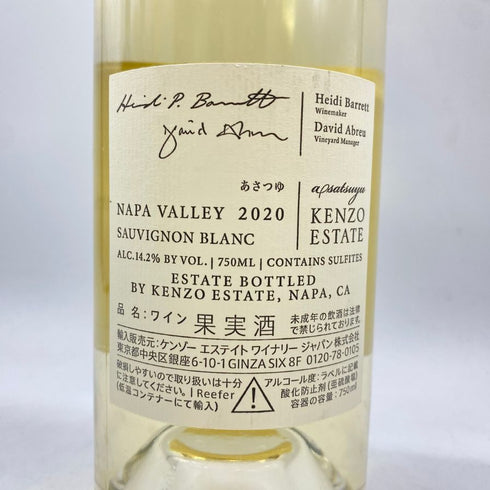 Heidi P. Barrett
David Abreu
Heidi Barrett
Winemaker
David Abreu
Vineyard Manager
あさつゆ
NAPA VALLEY 2020
SAUVIGNON BLANC
asatsuyu
KENZO
ESTATE
ALC.14.2% BY VOL. | 750ML | CONTAINS SULFITES
ESTATE BOTTLED
BY KENZO ESTATE, NAPA, CA
品名:ワイン 果実酒 未成年の飲酒は法律
で禁じられております。
輸入販売元:ケンゾー エステイト ワイナリー ジャパン株式会社
東京都中央区銀座6-10-1 GINZA SIX 8F 0120-78-0105
破損しやすいので取り扱いは十分
に注意してください。| Reefer
(低温コンテナーにて輸入)
アルコール度:ラベルに記載
酸化防止剤(亜硫酸塩)
容器の容量:750ml